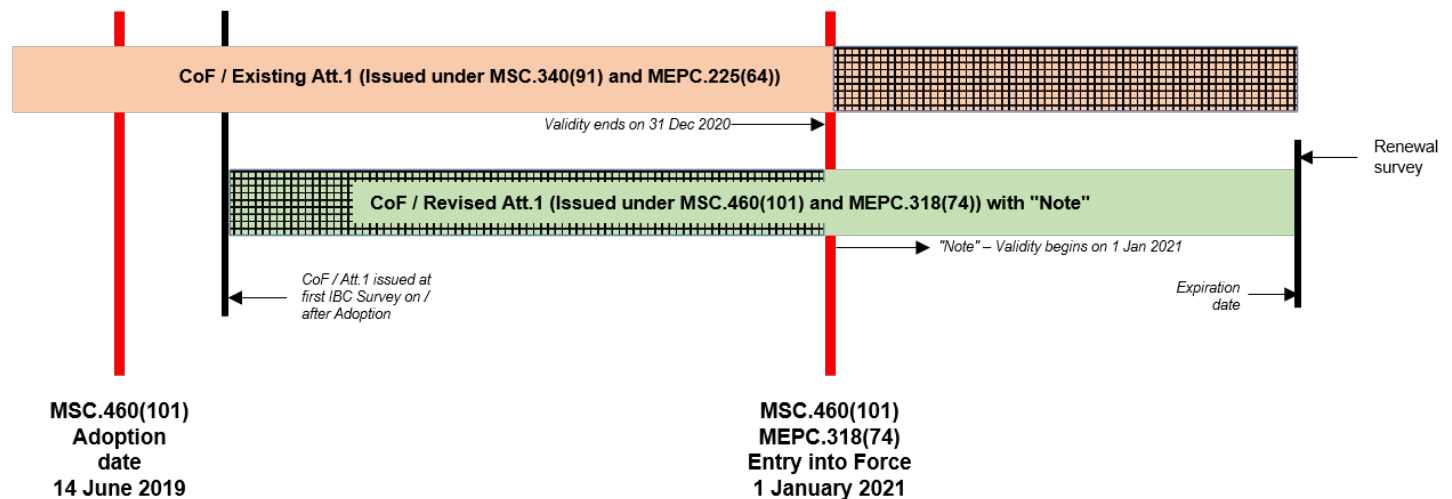 CoF / Existing Att.1 (Issued under MSC.340(91) and MEPC.225(64))
Validity ends on 31 Dec 2020
Renewal
survey
CoF / Revised Att.1 (Issued under MSC.460(101) and MEPC.318(74)) with "Note"
"Note" – Validity begins on 1 Jan 2021
CoF / Att.1 issued at
first IBC Survey on /
after Adoption
Expiration
date
MSC.460(101)
Adoption
date
14 June 2019
MSC.460(101)
MEPC.318(74)
Entry into Force
1 January 2021